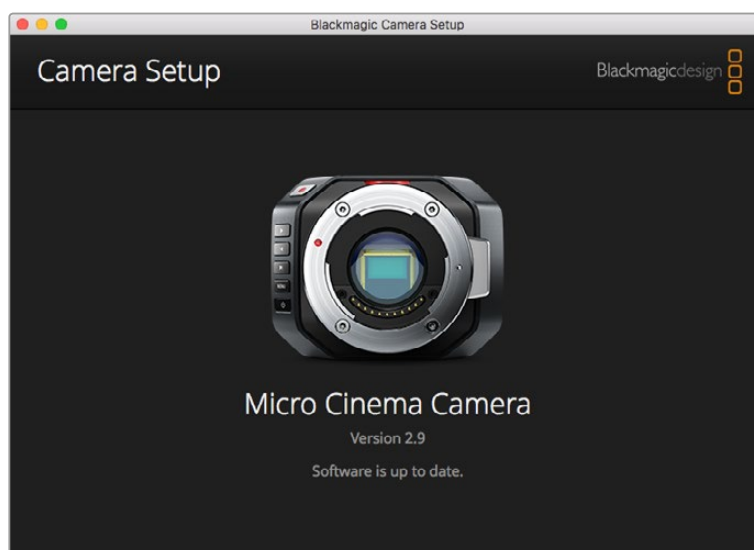 Blackmagic Camera Setup
Camera Setup
Blackmagicdesign
Micro Cinema Camera
Version 2.9
Software is up to date.